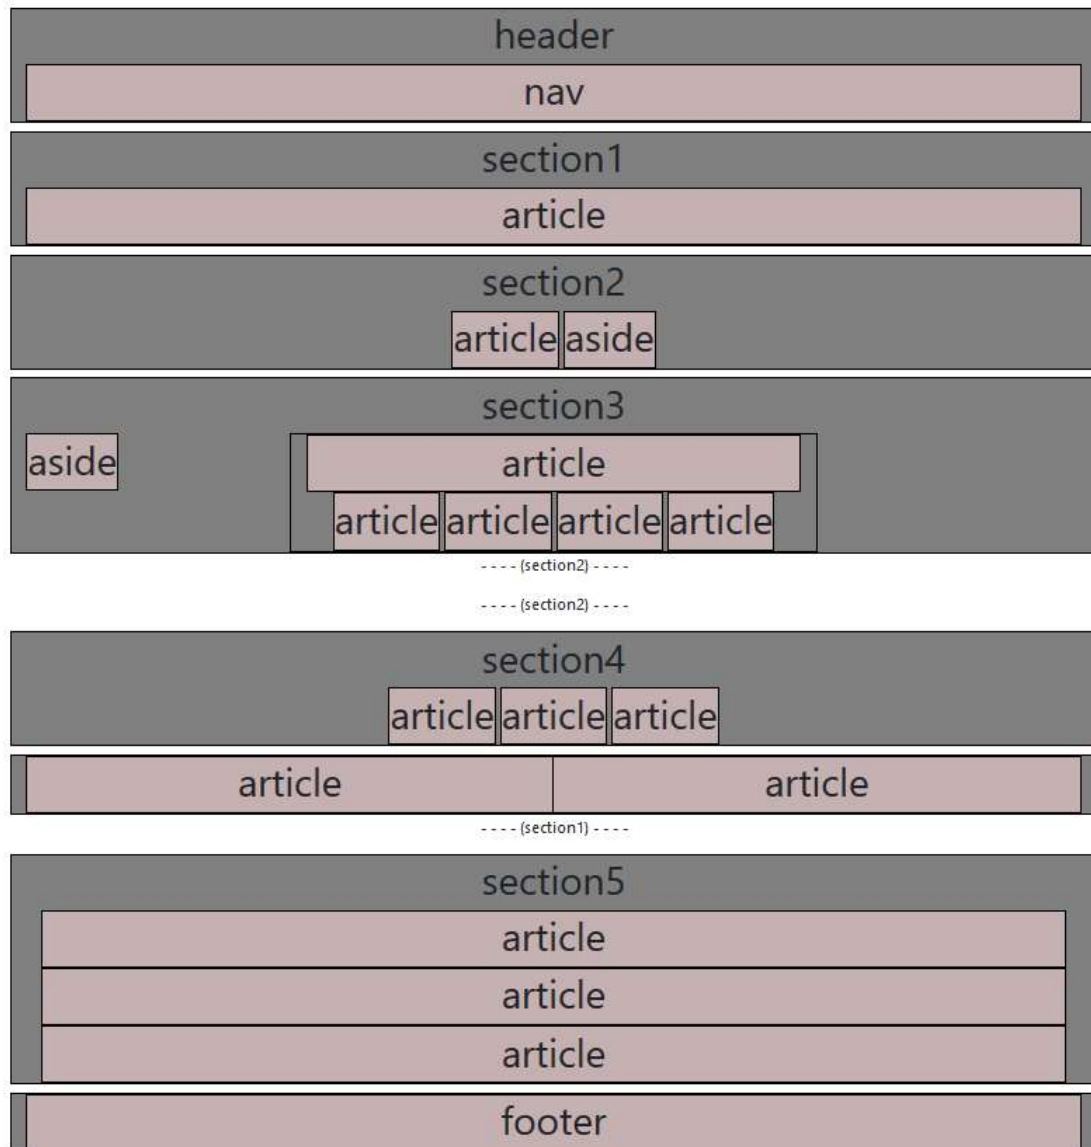 header
nav
section1
article
section2
article aside
section3
aside article
article article article article
- - - - (section2) - - - -
- - - - (section2) - - - -
section4
article article article
article article
- - - - (section1) - - - -
section5
article
article
article
footer